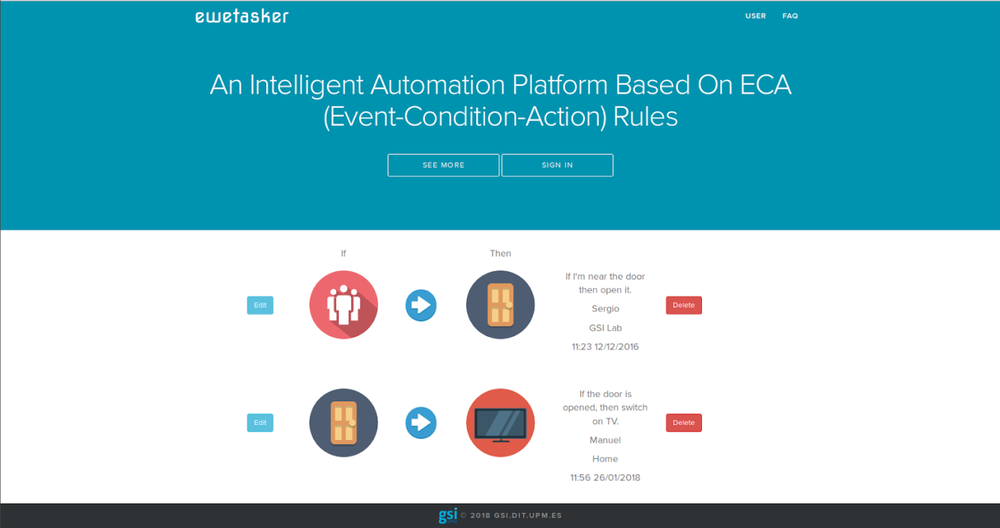 ewetasker
USER FAQ
An Intelligent Automation Platform Based On ECA
(Event-Condition-Action) Rules
SEE MORE SIGN IN
If Then
Edit
If I'm near the door
then open it.
Sergio
GSI Lab
11:23 12/12/2016
Delete
Edit
If the door is
opened, then switch
on TV.
Manuel
Home
11:56 26/01/2018
Delete
gsi © 2018 GSI.DIT.UPM.ES